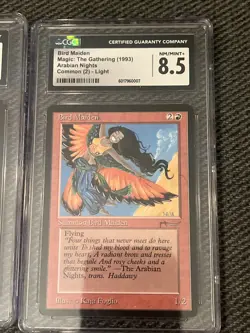 CGC
CERTIFIED GUARANTY COMPANY
Bird Maiden
Magic: The Gathering (1993)
Arabian Nights
Common (2) - Light
NM/MINT+
8.5
Bird Maiden
2
Summon Bird Maiden
Flying
"Four things that never meet do here
unite To shed my blood and to ravage
my heart, A radiant brow and tresses
that beguile And rosy cheeks and a
glittering smile." —The Arabian
Nights, trans. Haddawy
Illus. © Kaja Foglio
1/2